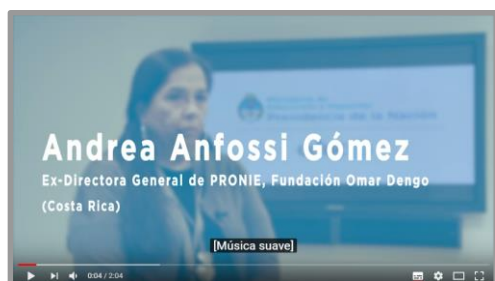 Presidencia de la Nación
Andrea Anfossi Gómez
Ex-Directora General de PRONIE, Fundación Omar Dengo
(Costa Rica)
[Música suave]
0:04 / 2:04